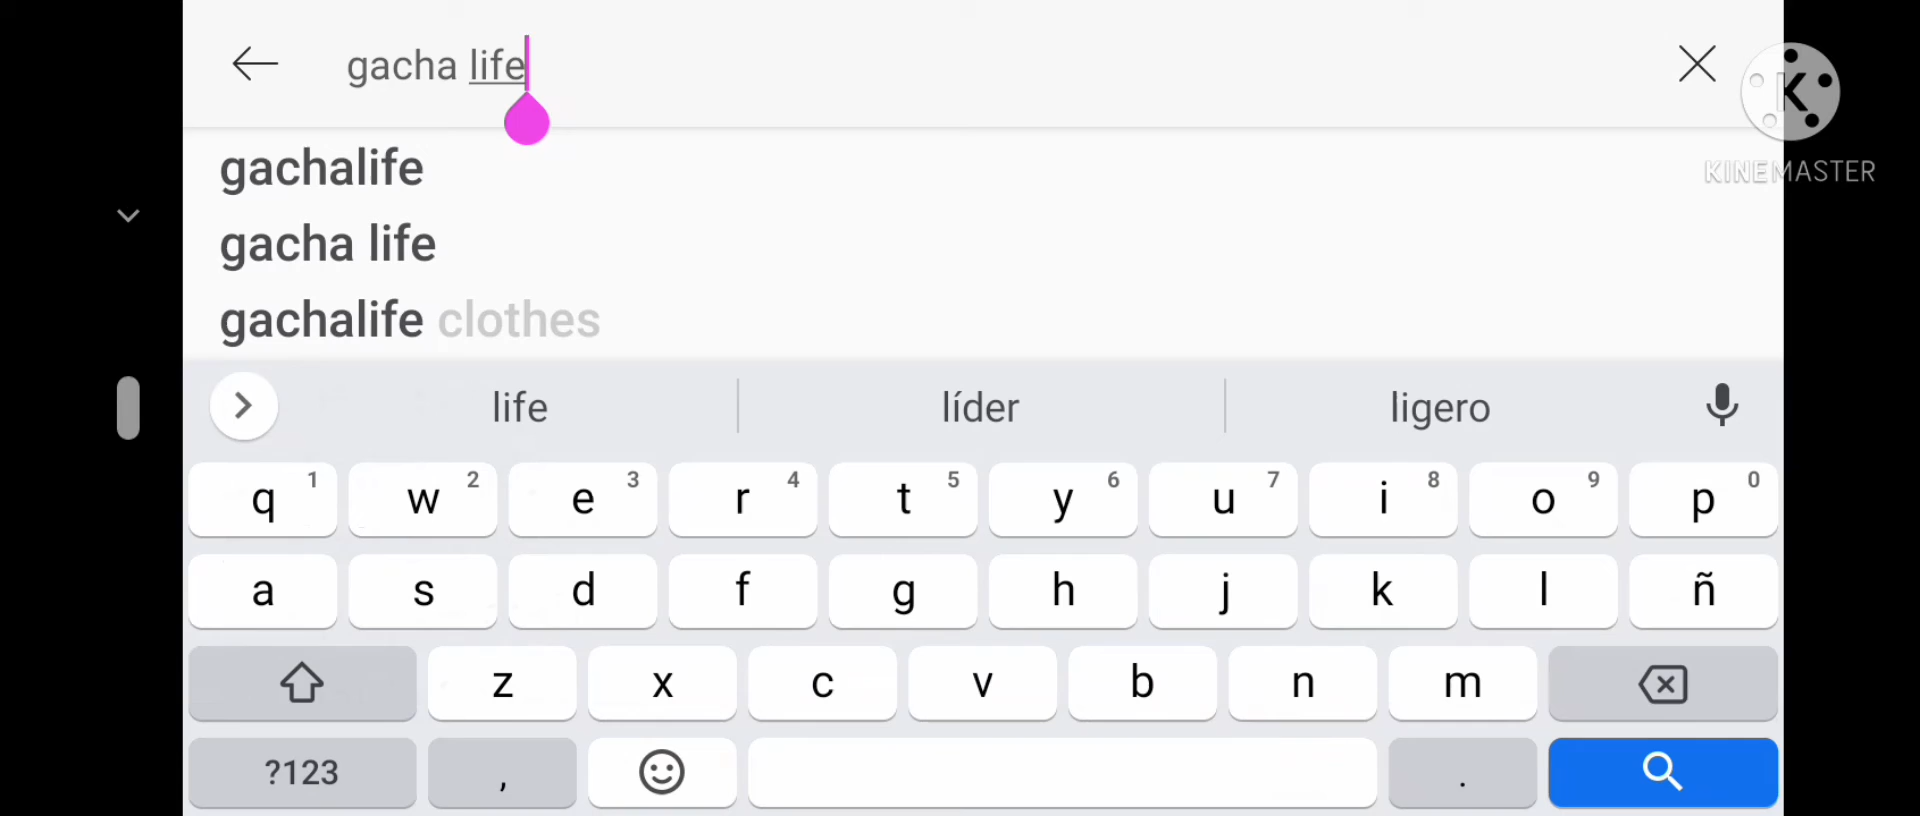 gacha life
KINEMASTER
gachalife
gacha life
gachalife clothes
life líder ligero
q 1 w 2 e 3 r 4 t 5 y 6 u 7 i 8 o 9 p 0
a s d f g h j k l ñ
z x c v b n m
?123 , .